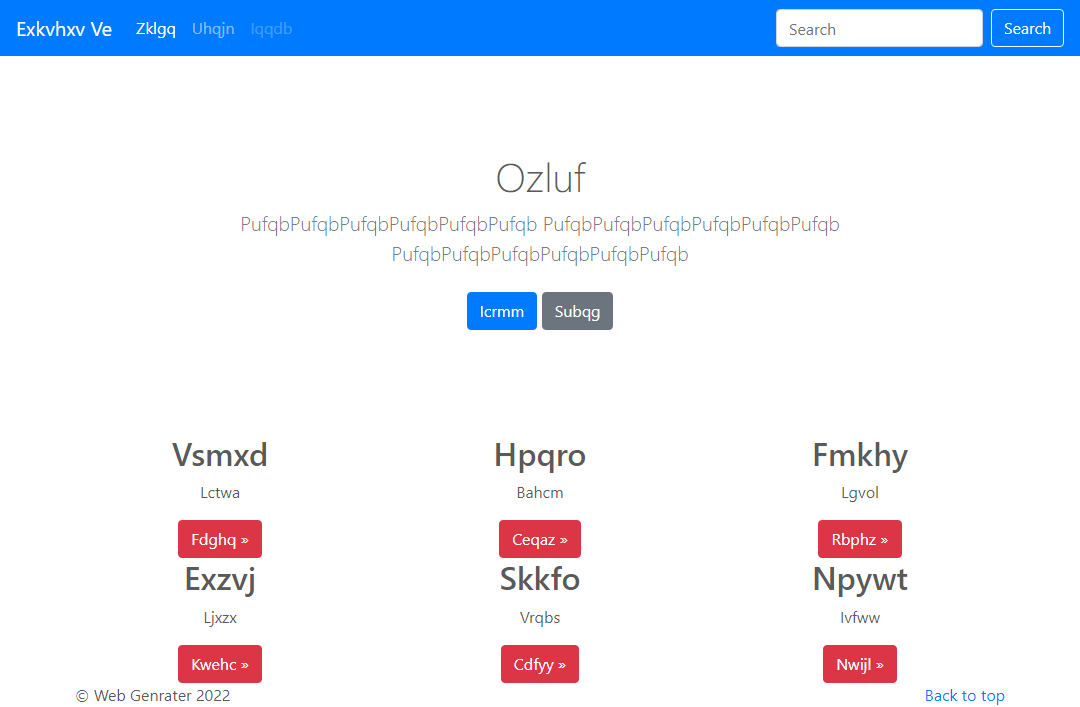 Exkvhxv Ve Zklgq Uhqjn Iqqdb Search Search
Ozluf
PufqbPufqbPufqbPufqbPufqbPufqb PufqbPufqbPufqbPufqbPufqbPufqb
PufqbPufqbPufqbPufqbPufqbPufqb
Icrmm Subqg
Vsmxd Hpqro Fmkhy
Lctwa Bahcm Lgvol
Fdghq » Ceqaz » Rbphz »
Exzvj Skkfo Npywt
Ljxzx Vrqbs Ivfww
Kwehc » Cdfyy » Nwijl »
© Web Genrater 2022 Back to top